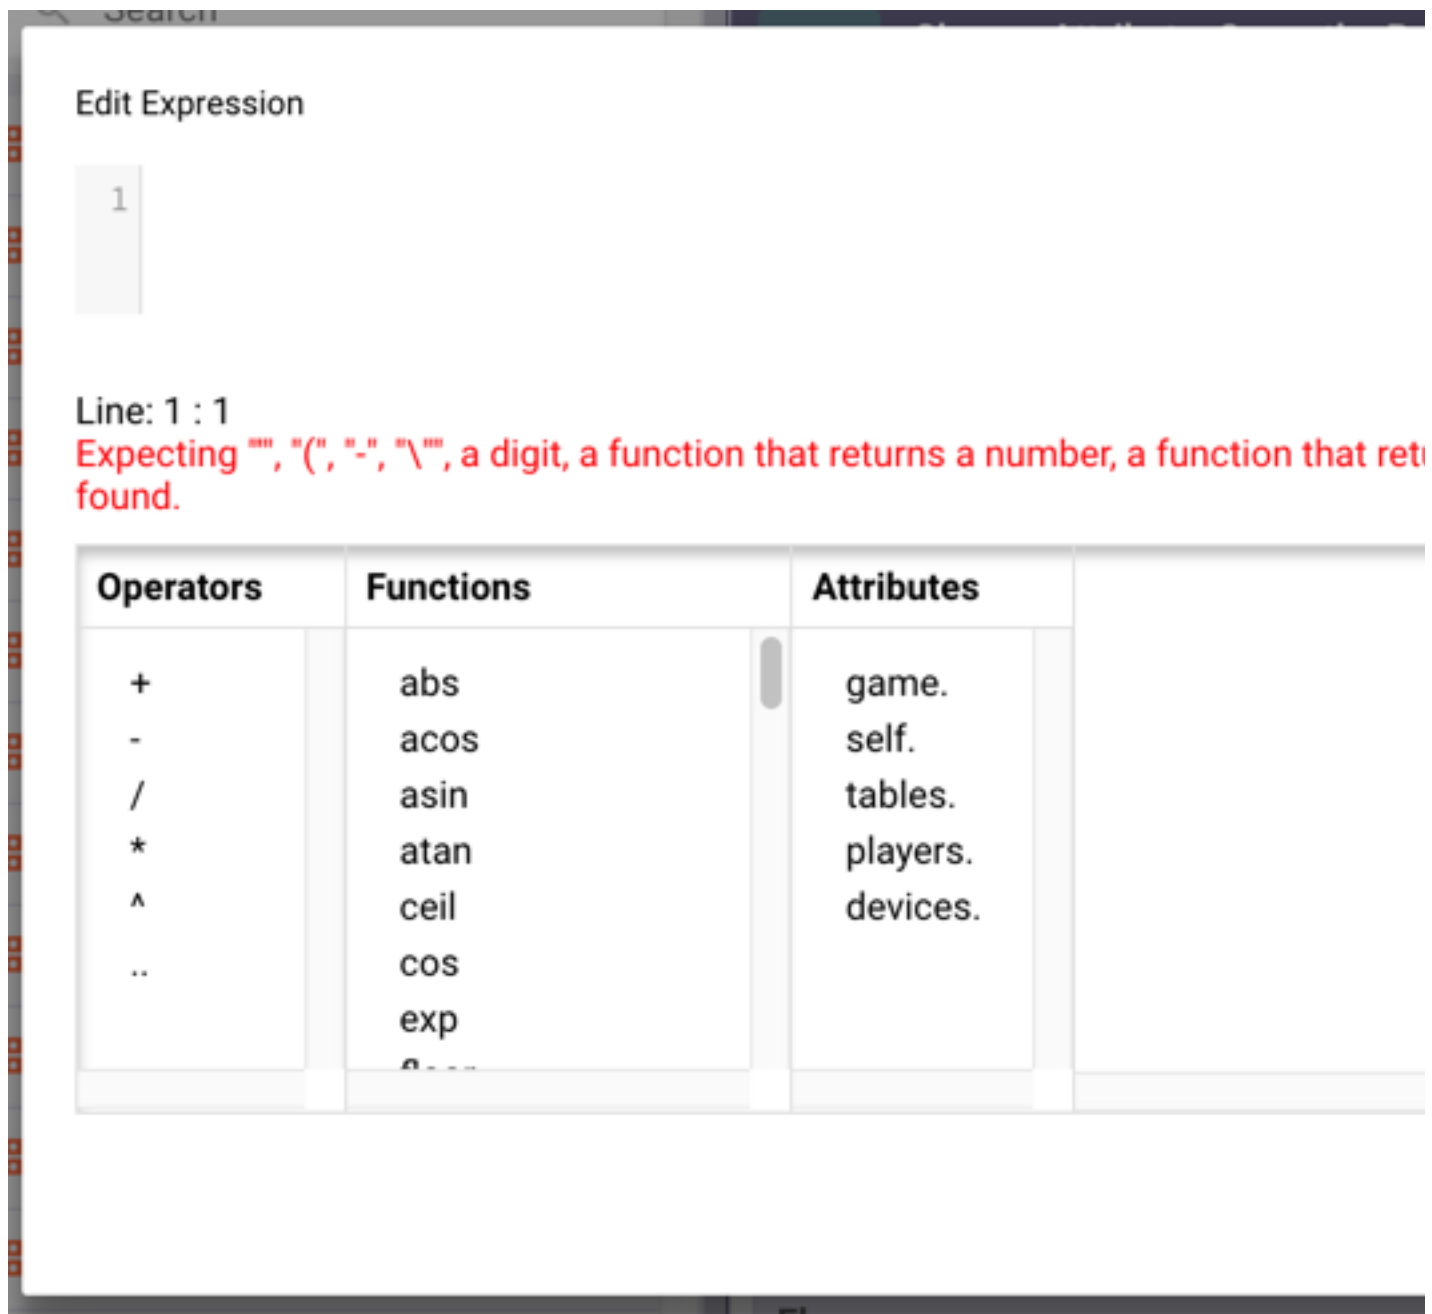 Search
Edit Expression
1
Line: 1 : 1
Expecting """, "(", "-", "\"", a digit, a function that returns a number, a function that
found.
Operators Functions Attributes
+ abs game.
- acos self.
/ asin tables.
* atan players.
^ ceil devices.
.. cos
exp